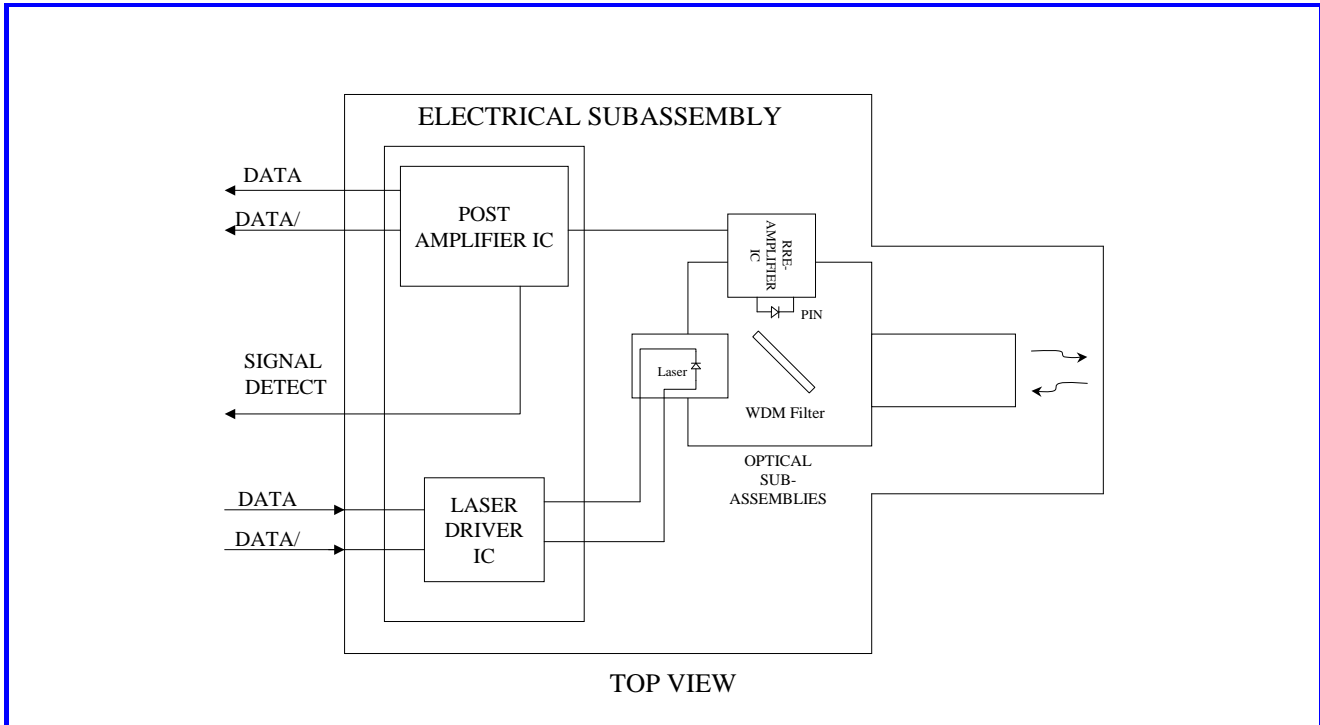 ELECTRICAL SUBASSEMBLY
DATA
DATA/
POST
AMPLIFIER IC
RRE-
AMPLIFIER
IC
PIN
SIGNAL
DETECT
Laser
WDM Filter
OPTICAL
SUB-
ASSEMBLIES
DATA
DATA/
LASER
DRIVER
IC
TOP VIEW